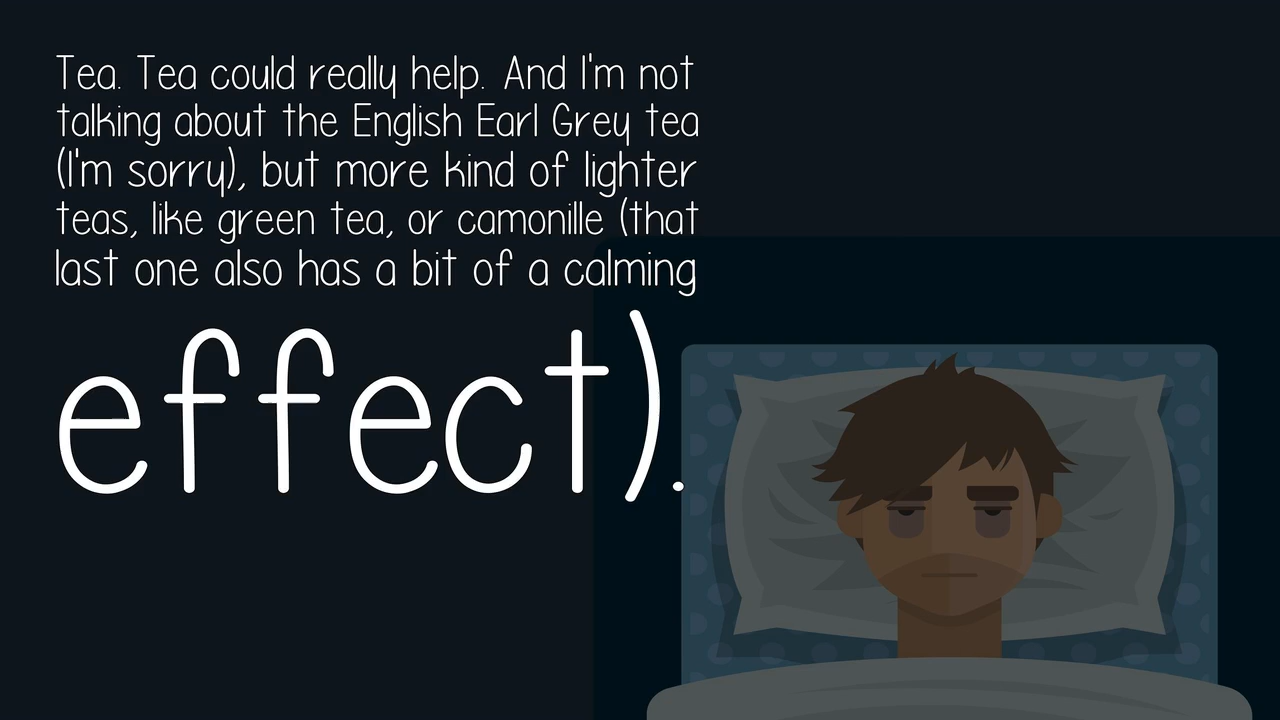 Tea. Tea could really help. And I'm not
talking about the English Earl Grey tea
(I'm sorry), but more kind of lighter
teas, like green tea, or camonille (that
last one also has a bit of a calming
effect).